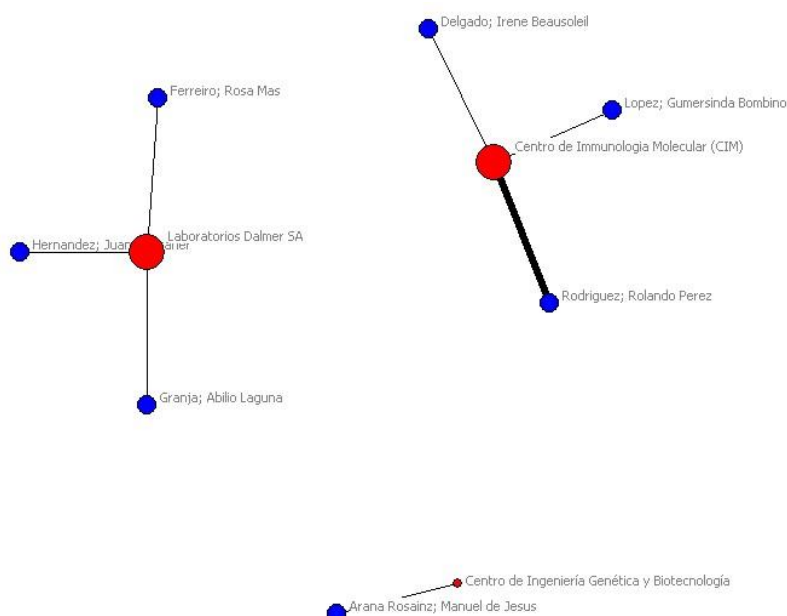 Delgado; Irene Beausoleil
Ferreiro; Rosa Mas
Lopez; Gumersinda Bombino
Centro de Immunologia Molecular (CIM)
Laboratorios Dalmer SA
Hernandez; Juan
Rodriguez; Rolando Perez
Granja; Abilio Laguna
Centro de Ingeniería Genética y Biotecnología
Arana Rosainz; Manuel de Jesus